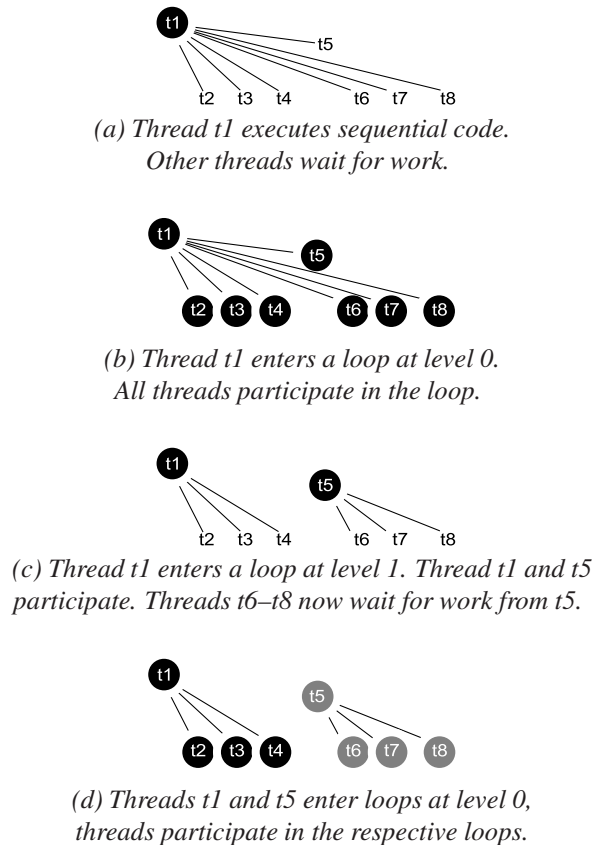 t1
t5
t2 t3 t4 t6 t7 t8
(a) Thread t1 executes sequential code.
Other threads wait for work.
t1
t5
t2 t3 t4 t6 t7 t8
(b) Thread t1 enters a loop at level 0.
All threads participate in the loop.
t1
t5
t2 t3 t4 t6 t7 t8
(c) Thread t1 enters a loop at level 1. Thread t1 and t5
participate. Threads t6–t8 now wait for work from t5.
t1
t5
t2 t3 t4 t6 t7 t8
(d) Threads t1 and t5 enter loops at level 0,
threads participate in the respective loops.